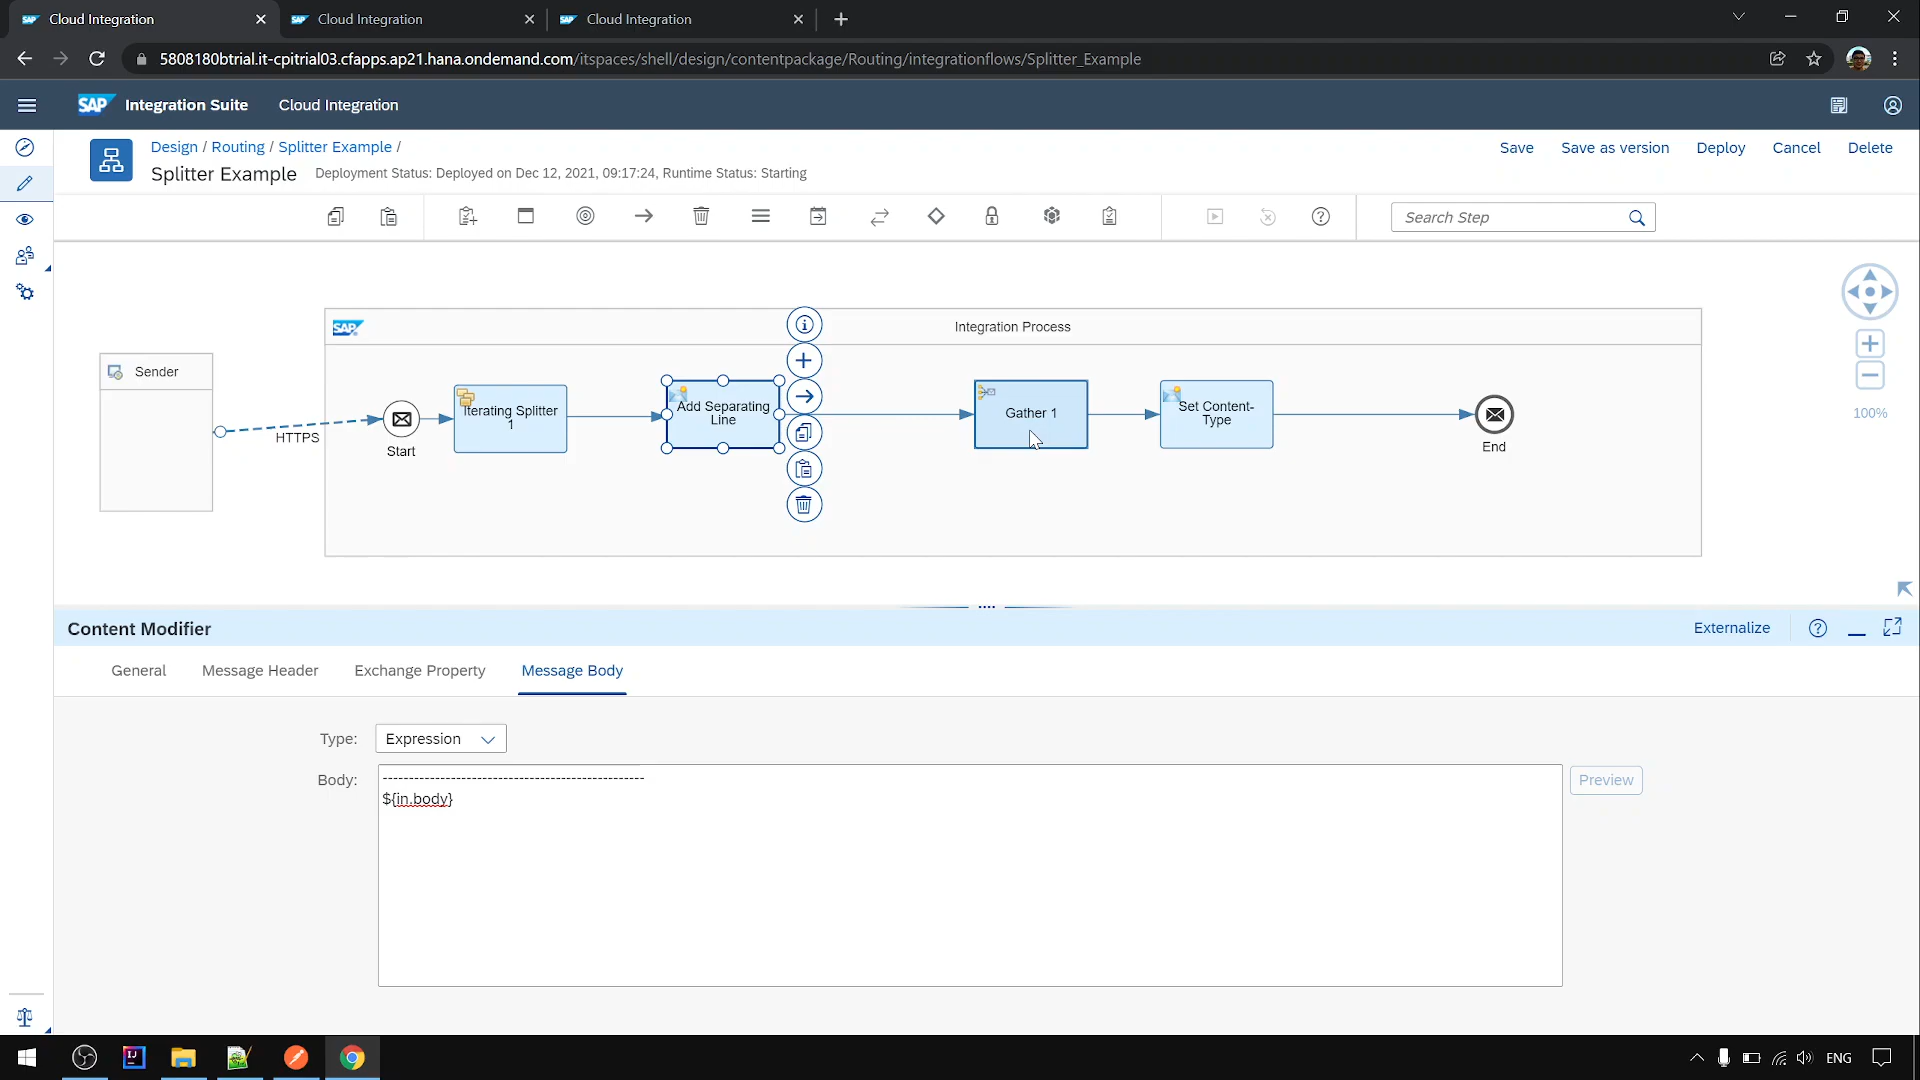 Cloud Integration
Cloud Integration
Cloud Integration
5808180btrial.it-cpitrial03.cfapps.ap21.hana.ondemand.com/itspaces/shell/design/contentpackage/Routing/integrationflows/Splitter_Example
SAP Integration Suite Cloud Integration
Design / Routing / Splitter Example /
Save Save as version Deploy Cancel Delete
Splitter Example Deployment Status: Deployed on Dec 12, 2021, 09:17:24, Runtime Status: Starting
Search Step
SAP Integration Process
Sender
HTTPS
Start
Iterating Splitter
1
Add Separating
Line
Gather 1
Set Content-
Type
End
100%
Content Modifier
Externalize
General Message Header Exchange Property Message Body
Type: Expression
Body: --------------------------------------------------
${in.body}
Preview
ENG